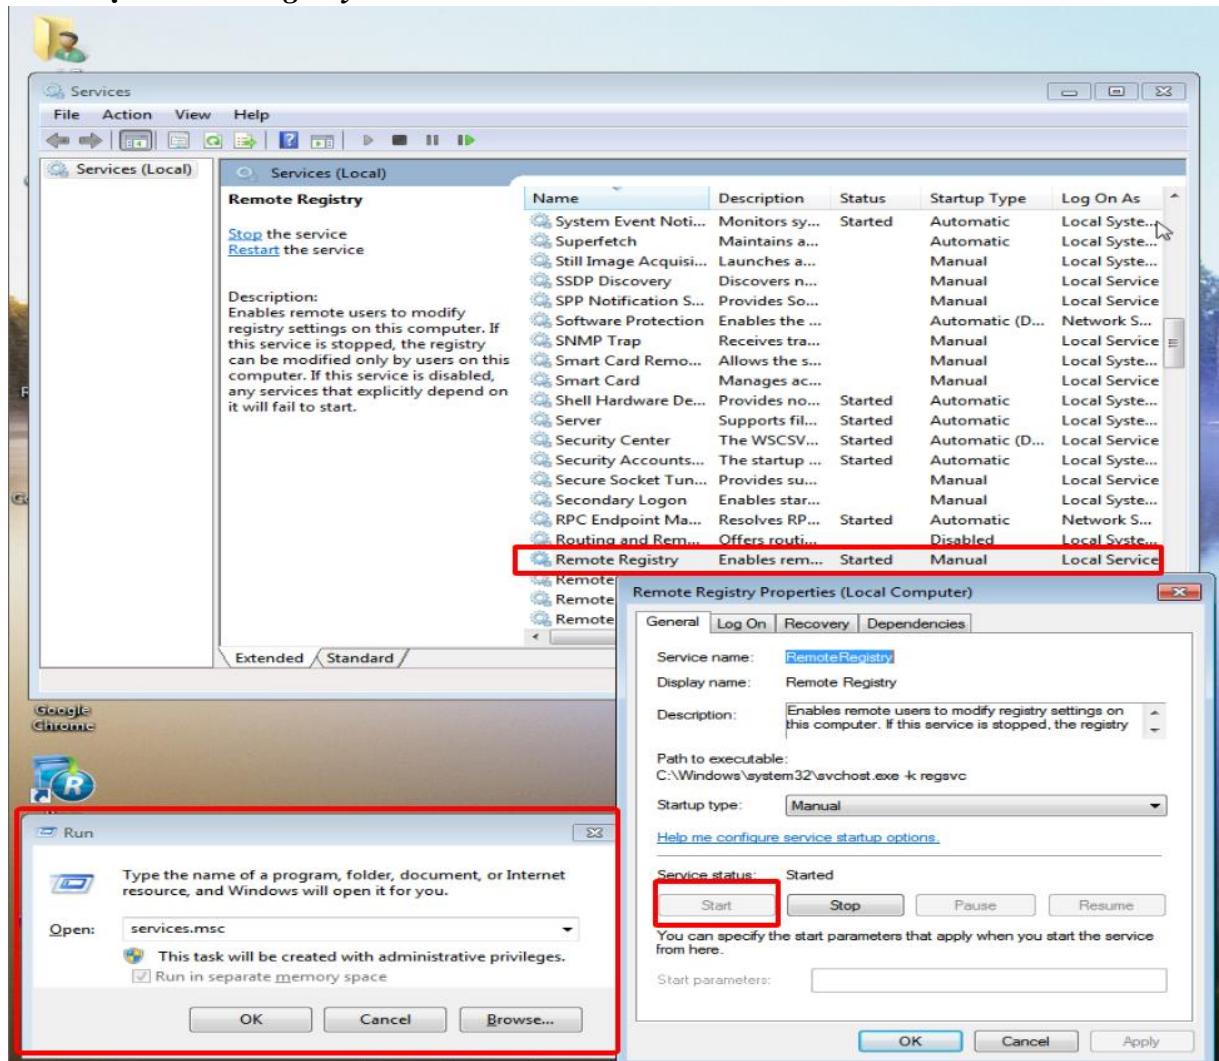 Services
File Action View Help
Services (Local)
Services (Local)
Remote Registry
Stop the service
Restart the service
Description:
Enables remote users to modify
registry settings on this computer. If
this service is stopped, the registry
can be modified only by users on this
computer. If this service is disabled,
any services that explicitly depend on
it will fail to start.
Name Description Status Startup Type Log On As
System Event Noti... Monitors sy... Started Automatic Local Syste...
Superfetch Maintains a... Automatic Local Syste...
Still Image Acquisi... Launches a... Manual Local Syste...
SSDP Discovery Discovers n... Manual Local Service
SPP Notification S... Provides So... Manual Local Service
Software Protection Enables the ... Automatic (D... Network S...
SNMP Trap Receives tra... Manual Local Service
Smart Card Remo... Allows the s... Manual Local Syste...
Smart Card Manages ac... Manual Local Service
Shell Hardware De... Provides no... Started Automatic Local Syste...
Server Supports fil... Started Automatic Local Syste...
Security Center The WSCSV... Started Automatic (D... Local Service
Security Accounts... The startup ... Started Automatic Local Syste...
Secure Socket Tun... Provides su... Manual Local Service
Secondary Logon Enables star... Manual Local Syste...
RPC Endpoint Ma... Resolves RP... Started Automatic Network S...
Routing and Rem... Offers routi... Disabled Local Syste...
Remote Registry Enables rem... Started Manual Local Service
Remote
Remote
Remote
Extended Standard
Google
Chrome
Remote Registry Properties (Local Computer)
General Log On Recovery Dependencies
Service name: RemoteRegistry
Display name: Remote Registry
Description: Enables remote users to modify registry settings on
this computer. If this service is stopped, the registry
Path to executable:
C:\Windows\system32\svchost.exe -k regsvc
Startup type: Manual
Help me configure service startup options.
Service status: Started
Start Stop Pause Resume
You can specify the start parameters that apply when you start the service
from here.
Start parameters:
OK Cancel Apply
Run
Type the name of a program, folder, document, or Internet
resource, and Windows will open it for you.
Open: services.msc
This task will be created with administrative privileges.
Run in separate memory space
OK Cancel Browse...